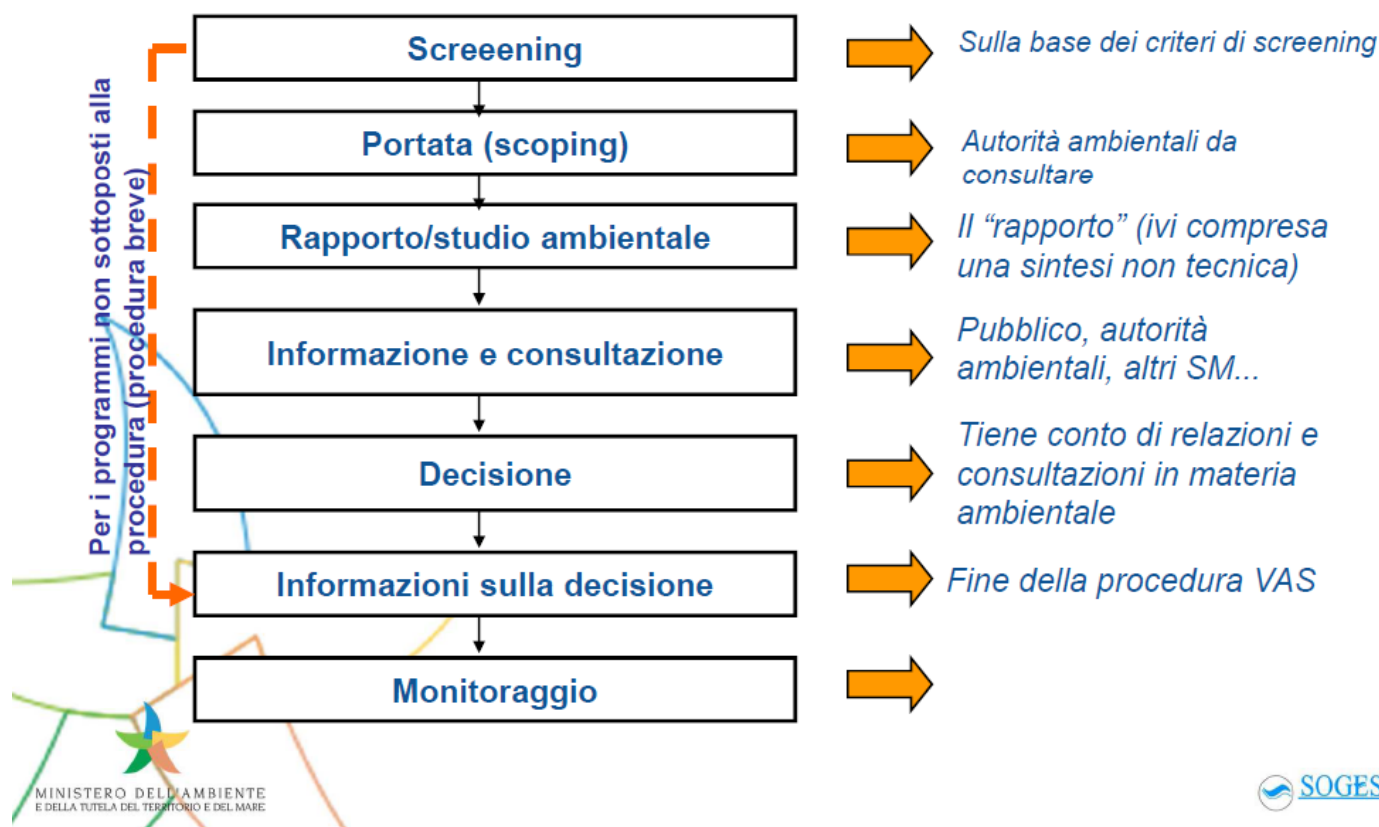 Screeening
Sulla base dei criteri di screening
Portata (scoping)
Autorità ambientali da
consultare
Rapporto/studio ambientale
Il “rapporto” (ivi compresa
una sintesi non tecnica)
Informazione e consultazione
Pubblico, autorità
ambientali, altri SM...
Decisione
Tiene conto di relazioni e
consultazioni in materia
ambientale
Informazioni sulla decisione
Fine della procedura VAS
Monitoraggio
Per i programmi non sottoposti alla
procedura (procedura breve)
MINISTERO DELL'AMBIENTE
E DELLA TUTELA DEL TERRITORIO E DEL MARE
SOGES